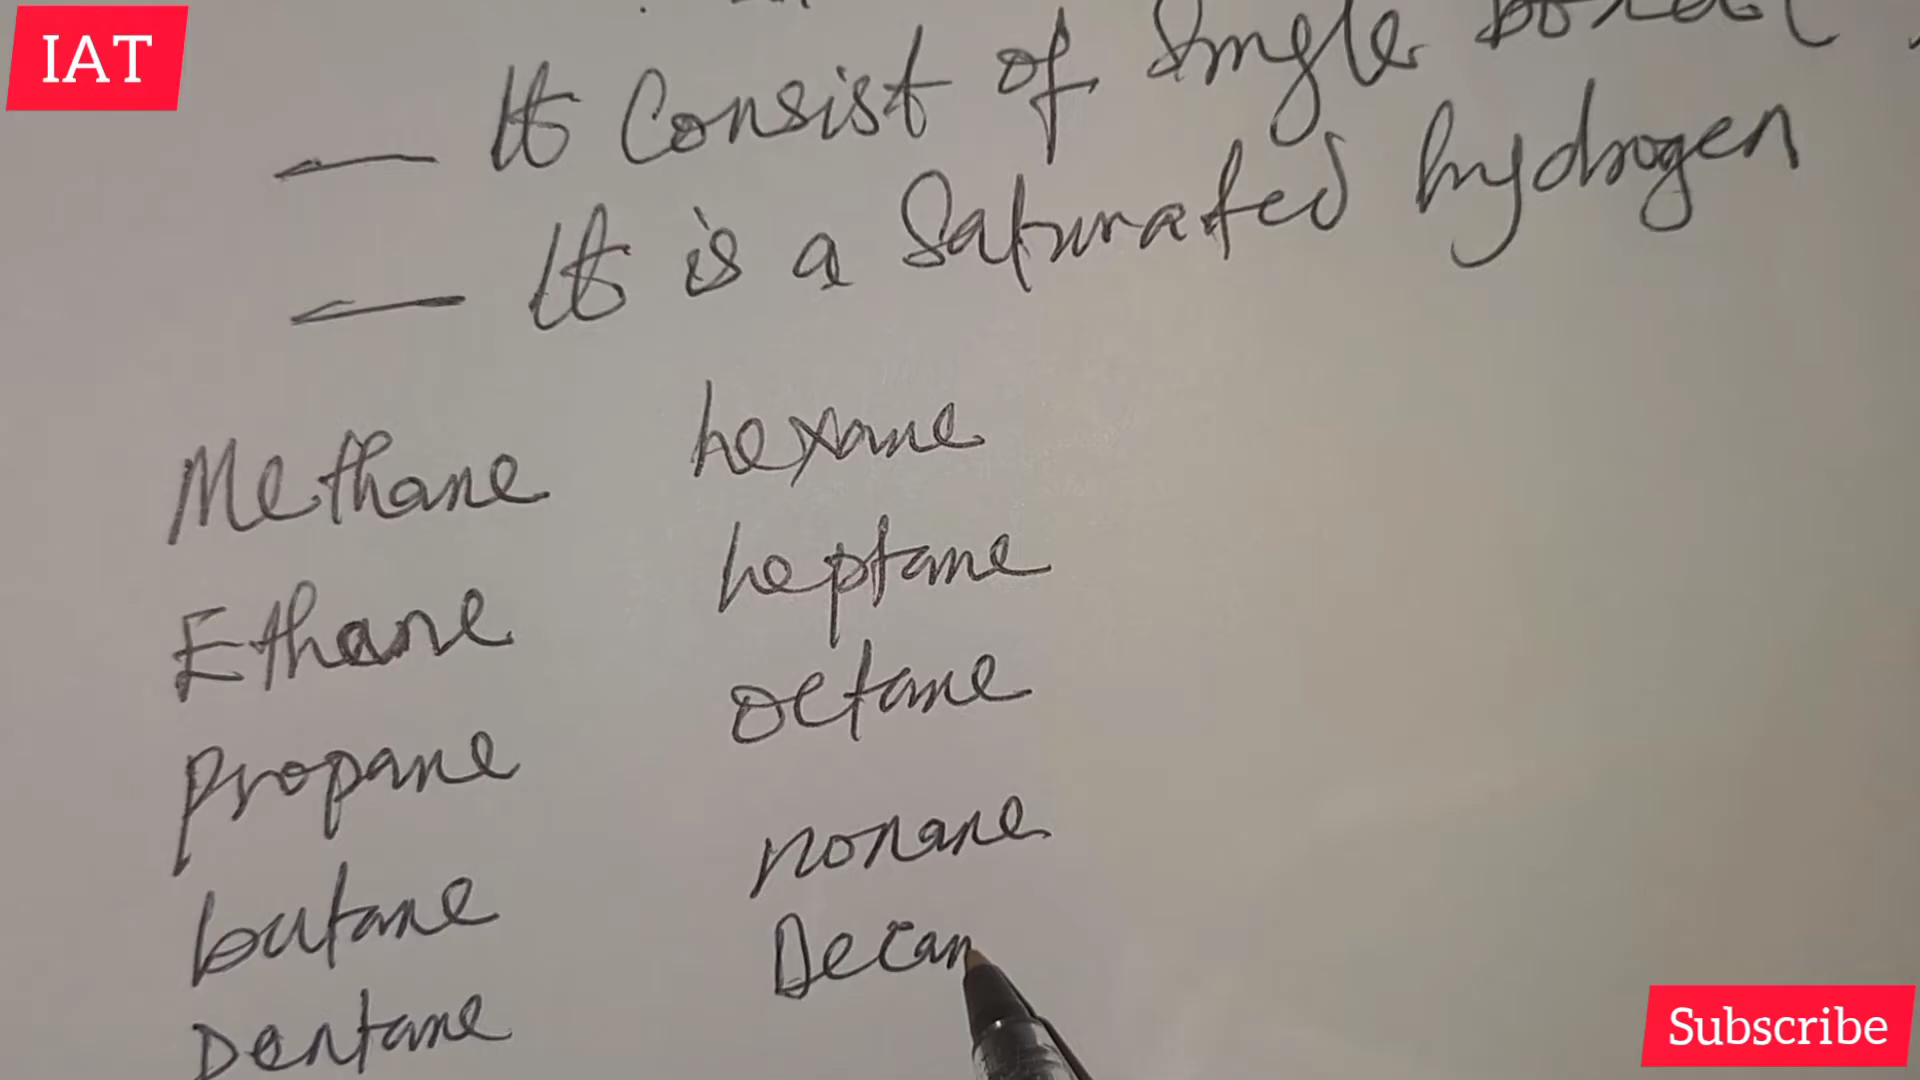 IAT
It Consist of Single bond
It is a Saturated hydrogen
Methane
Ethane
Propane
butane
Pentane
hexane
heptane
octane
nonane
Decan
Subscribe